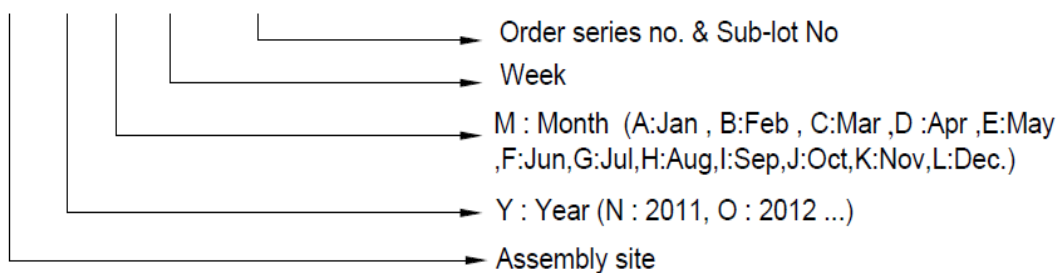 Order series no. & Sub-lot No
Week
M : Month (A:Jan , B:Feb , C:Mar ,D :Apr ,E:May
,F:Jun,G:Jul,H:Aug,I:Sep,J:Oct,K:Nov,L:Dec.)
Y : Year (N : 2011, O : 2012 ...)
Assembly site